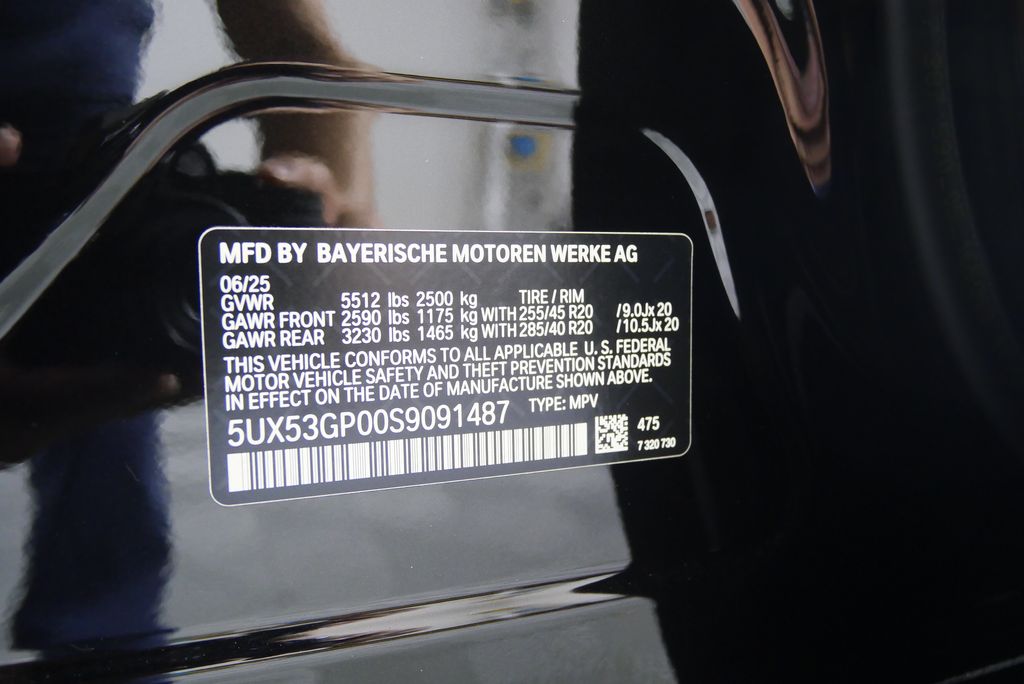 MFD BY BAYERISCHE MOTOREN WERKE AG
06/25
GVWR 5512 lbs 2500 kg TIRE / RIM
GAWR FRONT 2590 lbs 1175 kg WITH 255/45 R20 /9.0Jx 20
GAWR REAR 3230 lbs 1465 kg WITH 285/40 R20 /10.5Jx 20
THIS VEHICLE CONFORMS TO ALL APPLICABLE U. S. FEDERAL
MOTOR VEHICLE SAFETY AND THEFT PREVENTION STANDARDS
IN EFFECT ON THE DATE OF MANUFACTURE SHOWN ABOVE.
5UX53GP00S9091487 TYPE: MPV
475
7 320 730